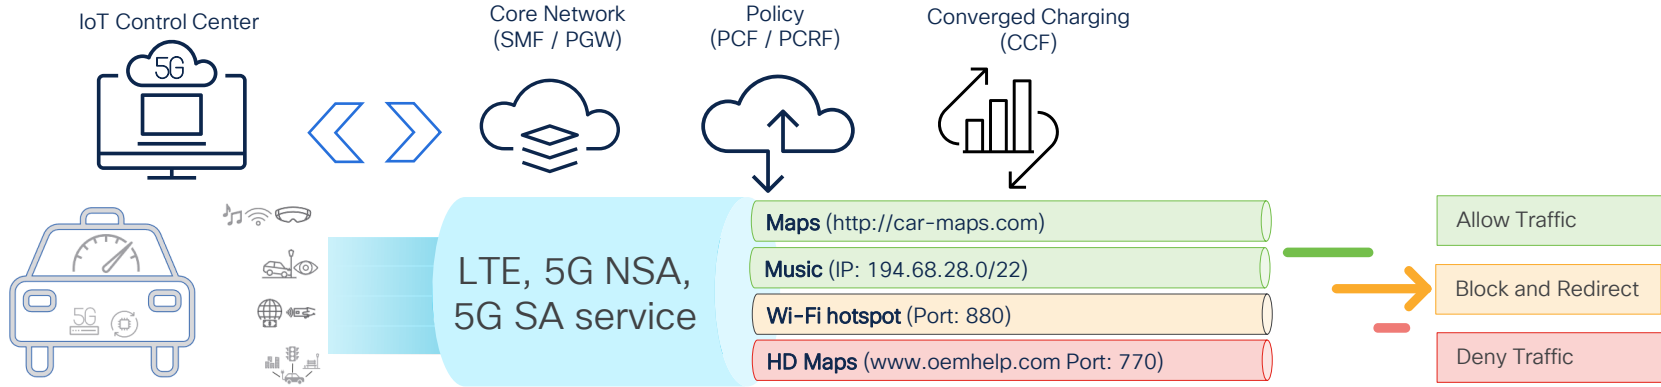 IoT Control Center
5G
Core Network
(SMF / PGW)
Policy
(PCF / PCRF)
Converged Charging
(CCF)
5G
LTE, 5G NSA,
5G SA service
Maps (http://car-maps.com)
Music (IP: 194.68.28.0/22)
Wi-Fi hotspot (Port: 880)
HD Maps (www.oemhelp.com Port: 770)
Allow Traffic
Block and Redirect
Deny Traffic